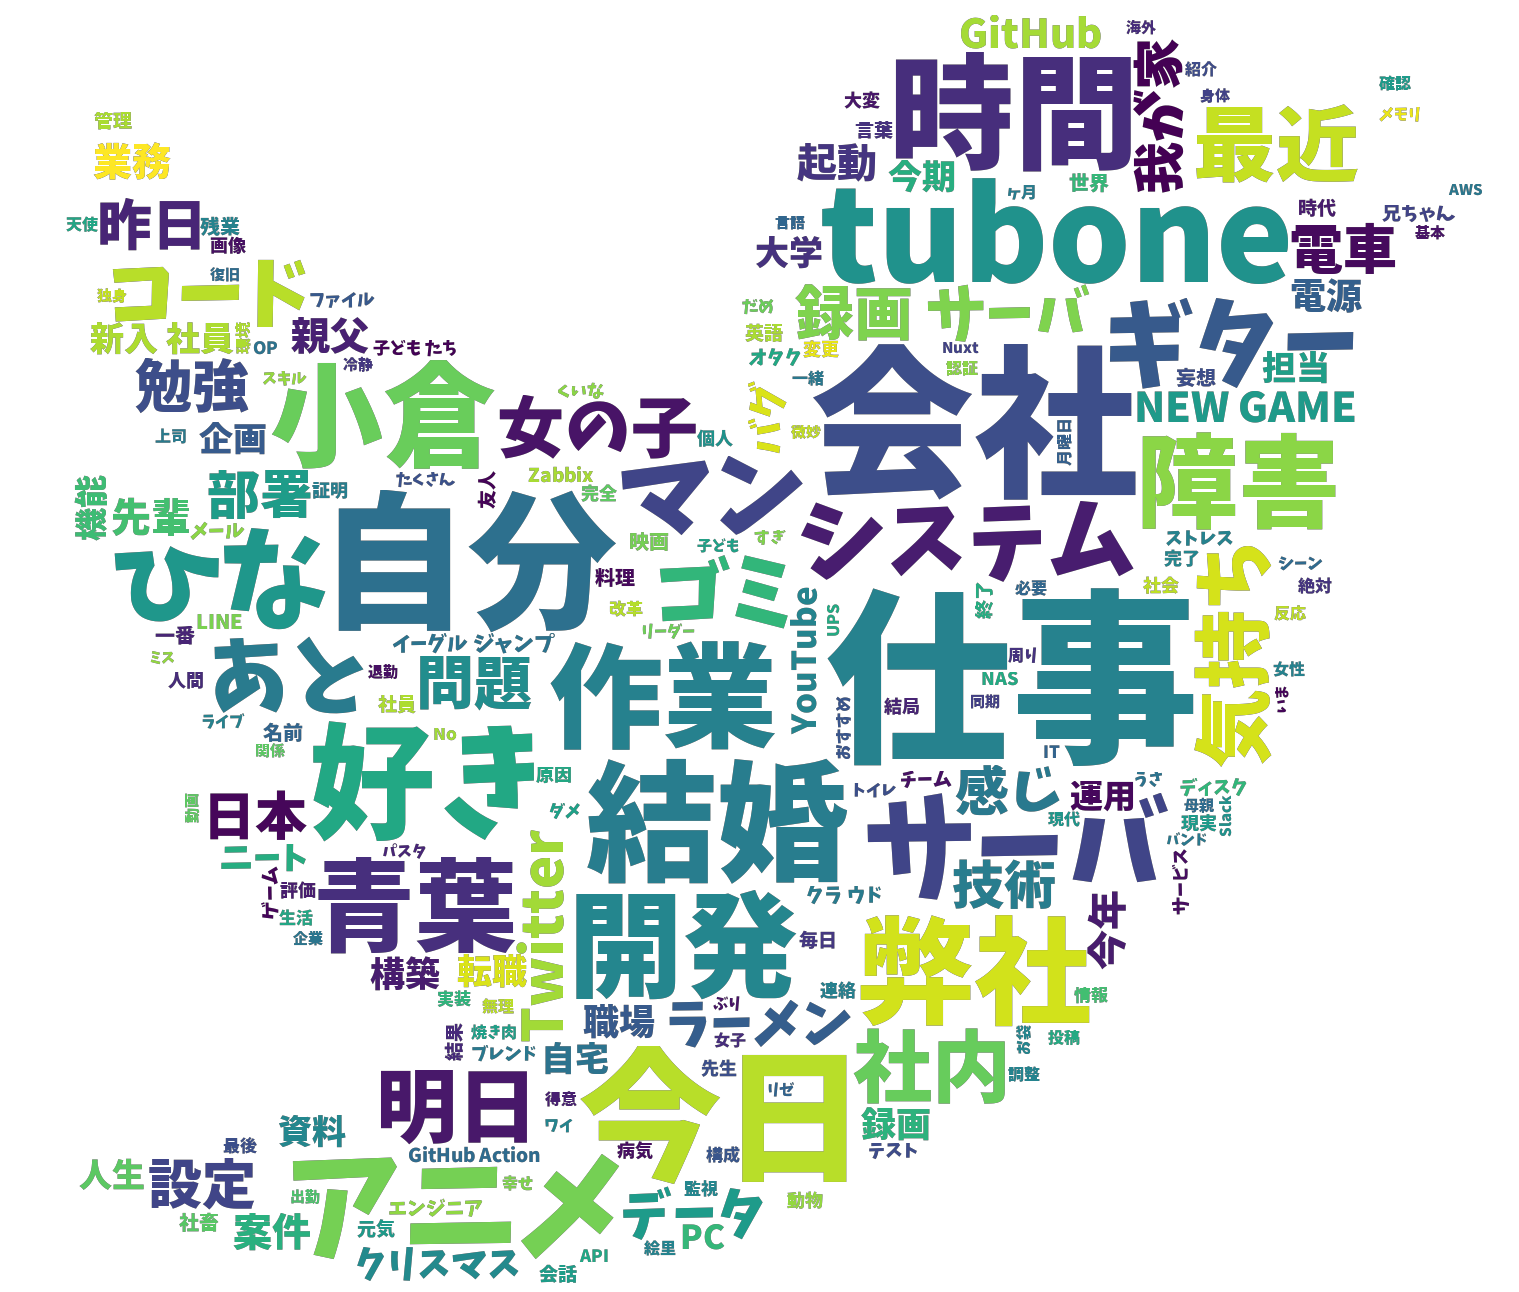 GitHub
海外
時間
我が家
紹介
身体
大変
言葉
最近
確認
メモリ
管理
業務
起動
今期
世界
ヶ月
AWS
天使
昨日
残業
画像
言語
大学
tubone
時代
兄ちゃん
基本
電車
コード
復旧
独身
ファイル
だめ
録画 サーバ
電源
新入 社員
OP
親父
子ども たち
冷静
英語
変更
オタク
Nuxt
認証
一緒
ギター
妄想
担当
勉強
スキル
小倉
くいな
女の子
個人
バグ
微妙
会社
月曜日
NEW GAME
上司
企画
障害
部署
証明
たくさん
友人
Zabbix
完全
マン
機能
先輩
メール
システム
ストレス
完了
ひな
自分
映画
子ども
すぎ
料理
ゴミ
改革
リーダー
YouTube
UPS
仕事
終了
必要
社会
気持ち
シーン
絶対
反応
LINE
一番
ミス
人間
あと
イーグル ジャンプ
退勤
問題
社員
作業
周り
NAS
同期
結局
おすすめ
女性
いま
ライブ
名前
関係
好き
No
原因
ダメ
IT
結婚
トイレ
チーム
感じ
運用
うさ
現代
ディスク
母親
現実
Slack
バンド
動画
日本
ニート
パスタ
Twitter
サーバ
技術
サービス
ゲーム
評価
生活
企業
青葉
クラ ウド
開発
毎日
今年
構築
転職
弊社
実装
無理
連絡
情報
結果
焼き肉
ブレンド
職場
ぶり
女子
ラーメン
自宅
お袋
投稿
社内
調整
明日
得意
ワイ
今日
先生
リゼ
録画
テスト
資料
最後
GitHub Action
病気
構成
人生
設定
アニメ
出勤
エンジニア
幸せ
監視
動物
社畜
案件
元気
データ
絵里
PC
クリスマス
API
会話